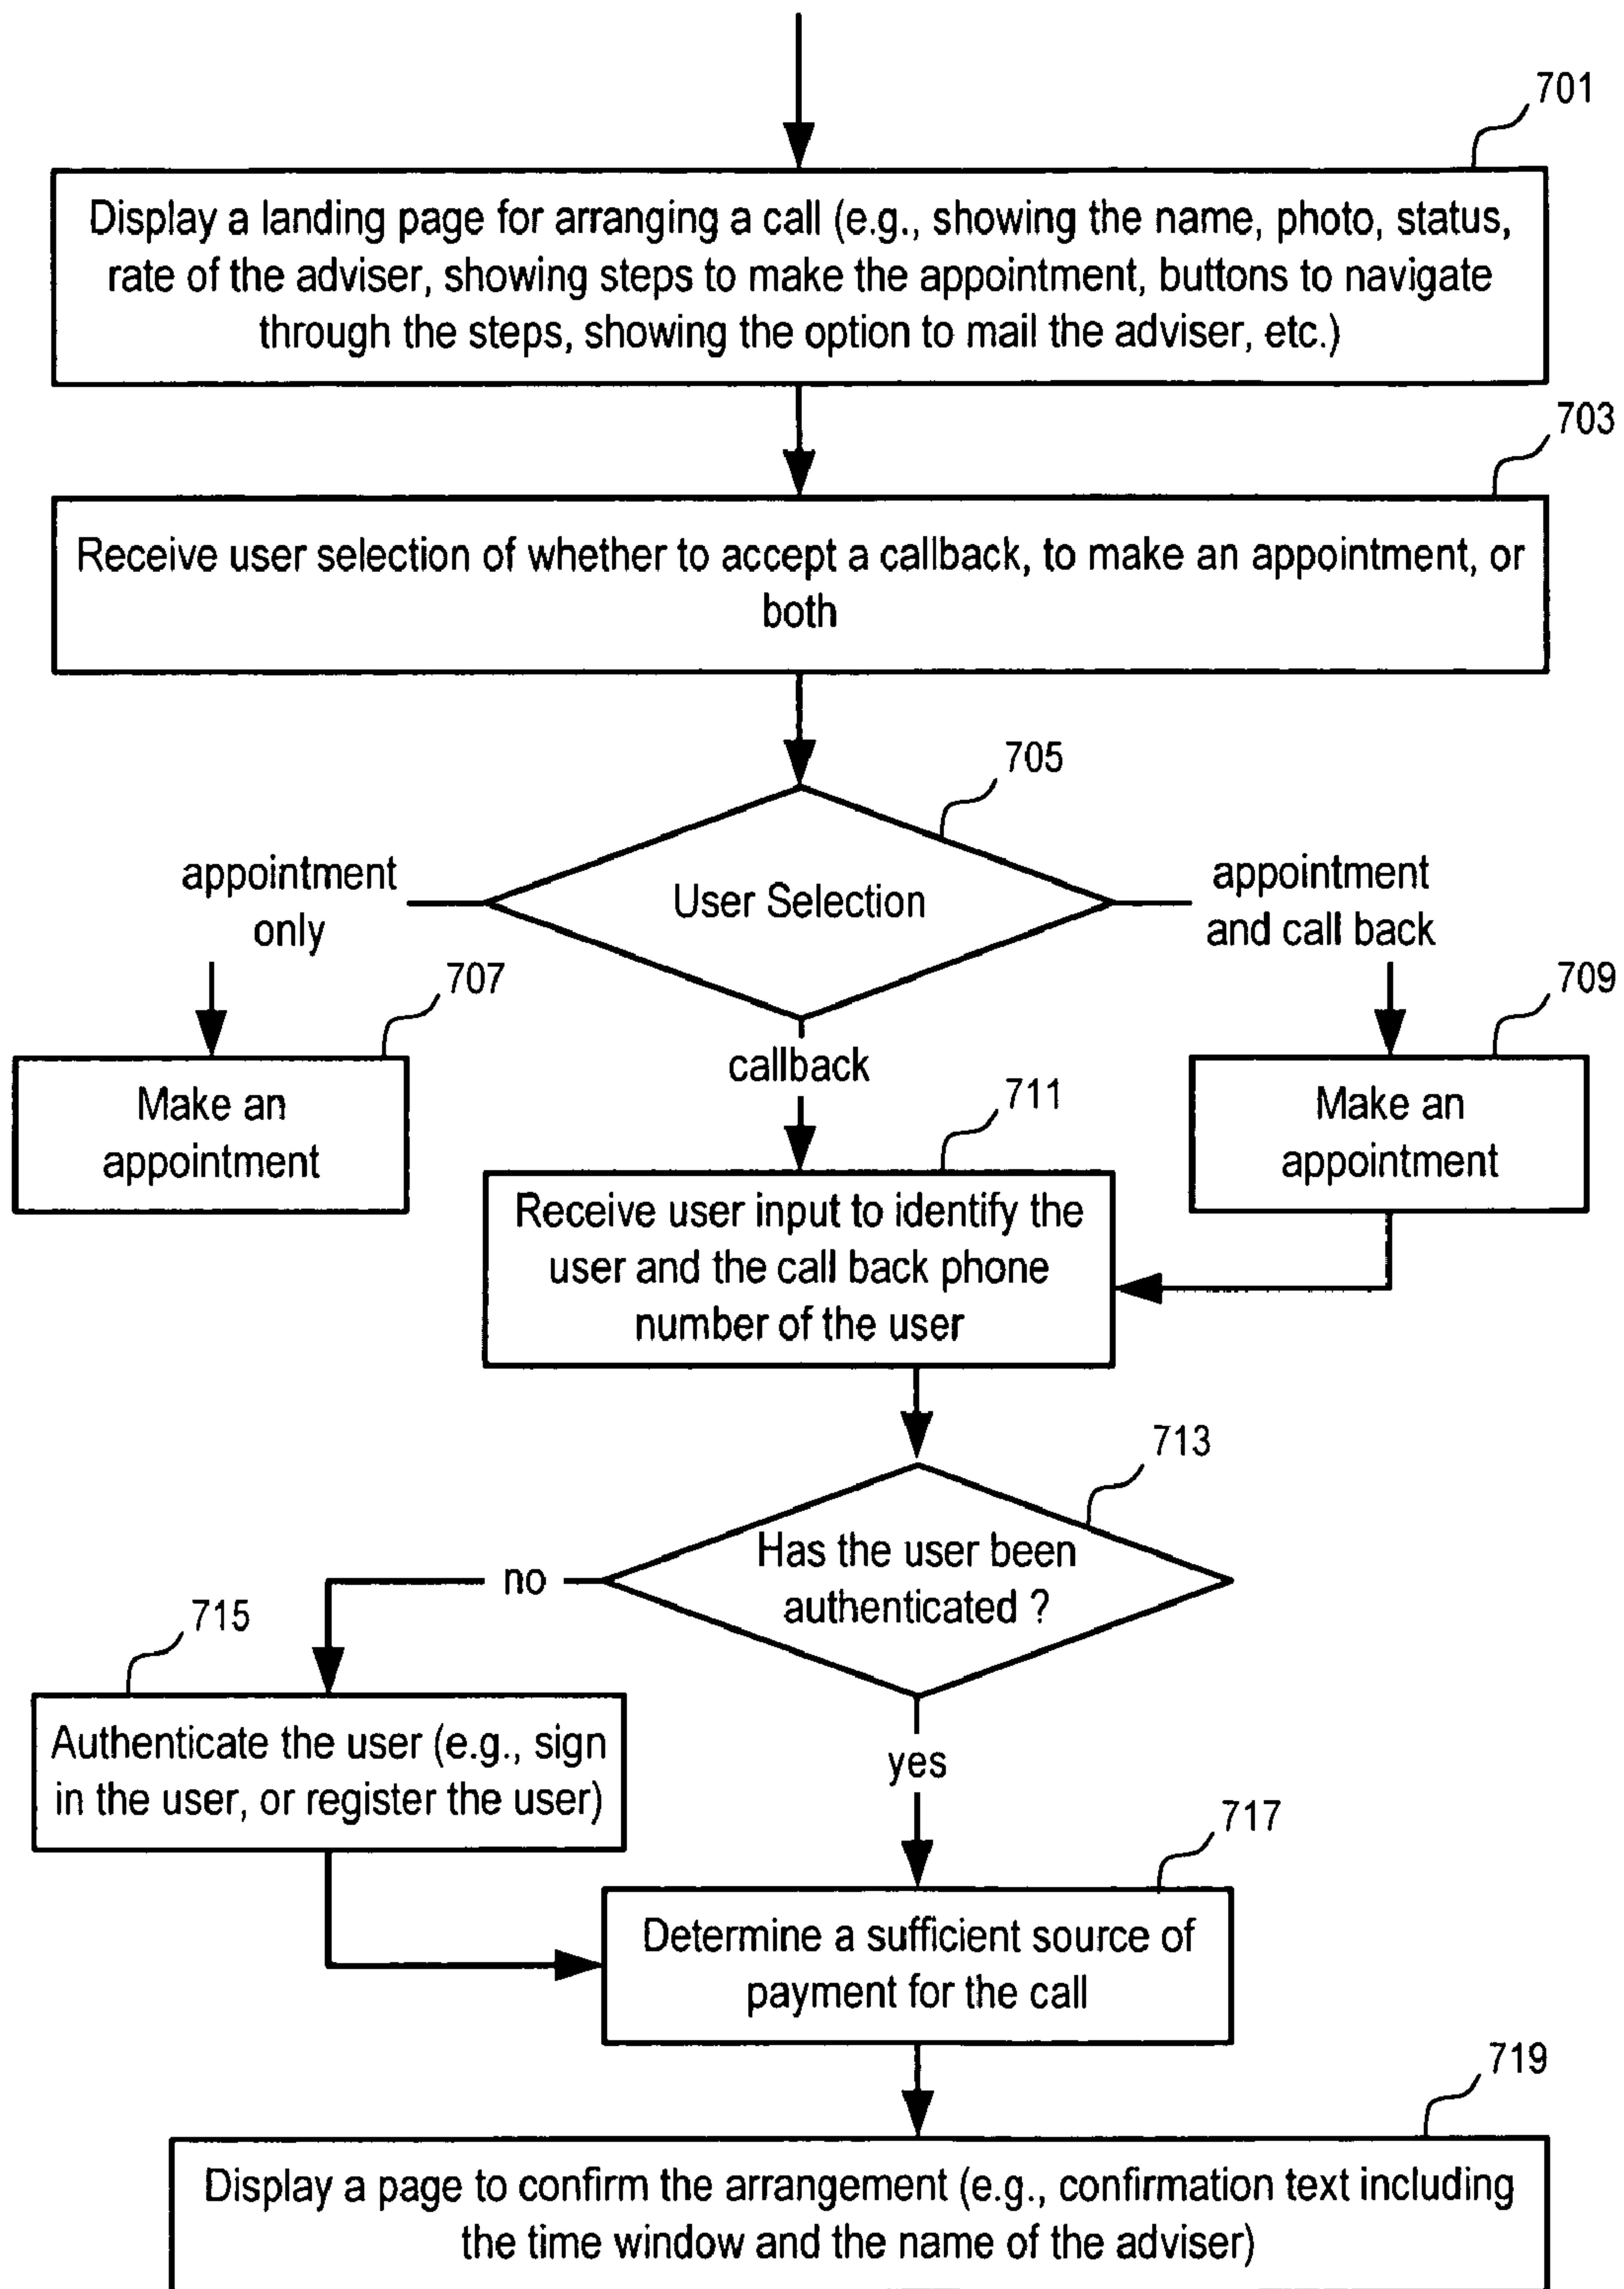 701
Display a landing page for arranging a call (e.g., showing the name, photo, status,
rate of the adviser, showing steps to make the appointment, buttons to navigate
through the steps, showing the option to mail the adviser, etc.)
703
Receive user selection of whether to accept a callback, to make an appointment, or
both
705
User Selection
appointment
only
appointment
and call back
707
Make an
appointment
callback
709
Make an
appointment
711
Receive user input to identify the
user and the call back phone
number of the user
713
Has the user been
authenticated ?
no
715
Authenticate the user (e.g., sign
in the user, or register the user)
yes
717
Determine a sufficient source of
payment for the call
719
Display a page to confirm the arrangement (e.g., confirmation text including
the time window and the name of the adviser)